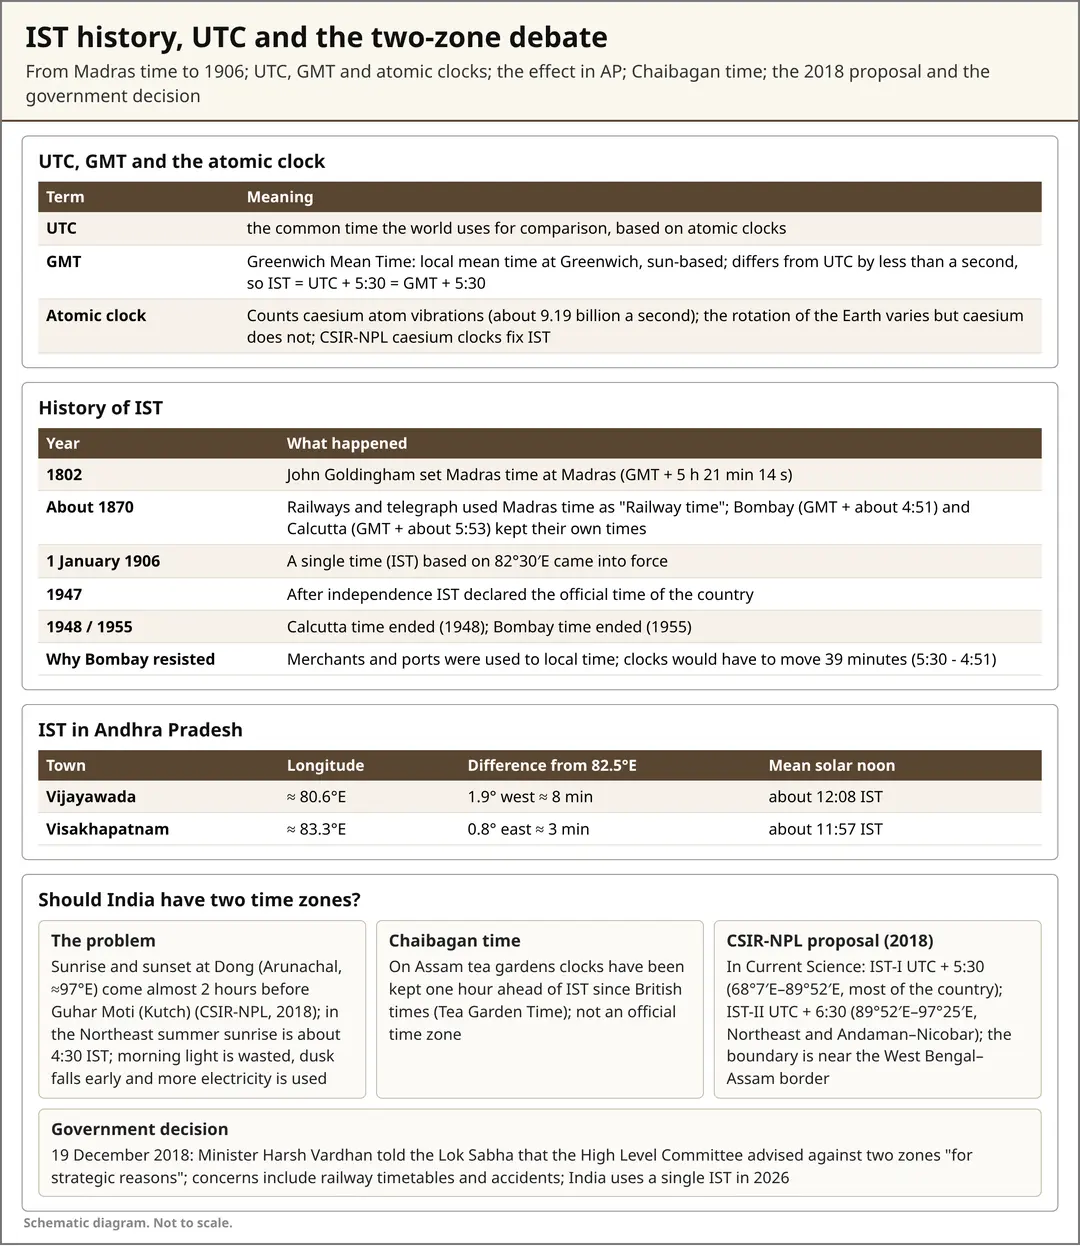 IST history, UTC and the two-zone debate
From Madras time to 1906; UTC, GMT and atomic clocks; the effect in AP; Chaibagan time; the 2018 proposal and the
government decision
UTC, GMT and the atomic clock
Term Meaning
UTC the common time the world uses for comparison, based on atomic clocks
GMT Greenwich Mean Time: local mean time at Greenwich, sun-based; differs from UTC by less than a second,
so IST = UTC + 5:30 = GMT + 5:30
Atomic clock Counts caesium atom vibrations (about 9.19 billion a second); the rotation of the Earth varies but caesium
does not; CSIR-NPL caesium clocks fix IST
History of IST
Year What happened
1802 John Goldingham set Madras time at Madras (GMT + 5 h 21 min 14 s)
About 1870 Railways and telegraph used Madras time as "Railway time"; Bombay (GMT + about 4:51) and
Calcutta (GMT + about 5:53) kept their own times
1 January 1906 A single time (IST) based on 82°30′E came into force
1947 After independence IST declared the official time of the country
1948 / 1955 Calcutta time ended (1948); Bombay time ended (1955)
Why Bombay resisted Merchants and ports were used to local time; clocks would have to move 39 minutes (5:30 - 4:51)
IST in Andhra Pradesh
Town Longitude Difference from 82.5°E Mean solar noon
Vijayawada ≈ 80.6°E 1.9° west ≈ 8 min about 12:08 IST
Visakhapatnam ≈ 83.3°E 0.8° east ≈ 3 min about 11:57 IST
Should India have two time zones?
The problem
Sunrise and sunset at Dong (Arunachal,
≈97°E) come almost 2 hours before
Guhar Moti (Kutch) (CSIR-NPL, 2018); in
the Northeast summer sunrise is about
4:30 IST; morning light is wasted, dusk
falls early and more electricity is used
Chaibagan time
On Assam tea gardens clocks have been
kept one hour ahead of IST since British
times (Tea Garden Time); not an official
time zone
CSIR-NPL proposal (2018)
In Current Science: IST-I UTC + 5:30
(68°7′E–89°52′E, most of the country);
IST-II UTC + 6:30 (89°52′E–97°25′E,
Northeast and Andaman–Nicobar); the
boundary is near the West Bengal–
Assam border
Government decision
19 December 2018: Minister Harsh Vardhan told the Lok Sabha that the High Level Committee advised against two zones "for
strategic reasons"; concerns include railway timetables and accidents; India uses a single IST in 2026
Schematic diagram. Not to scale.